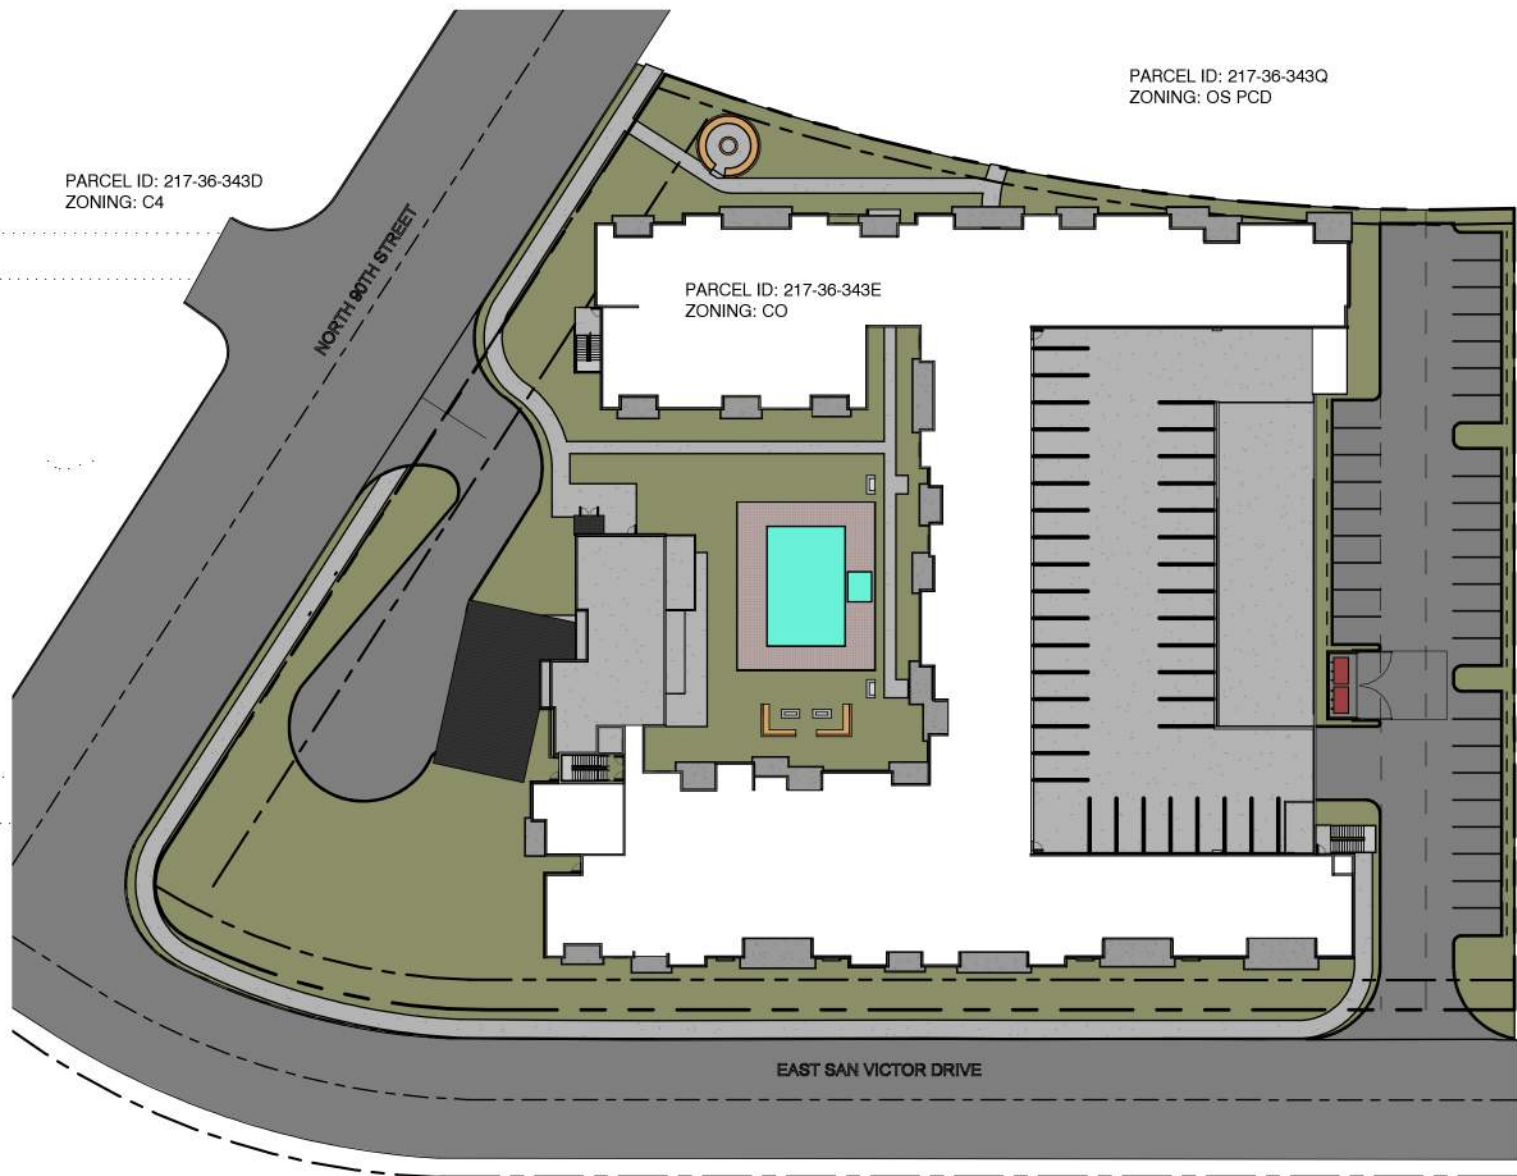 PARCEL ID: 217-36-343Q
ZONING: OS PCD
PARCEL ID: 217-36-343D
ZONING: C4
NORTH 90TH STREET
PARCEL ID: 217-36-343E
ZONING: CO
EAST SAN VICTOR DRIVE